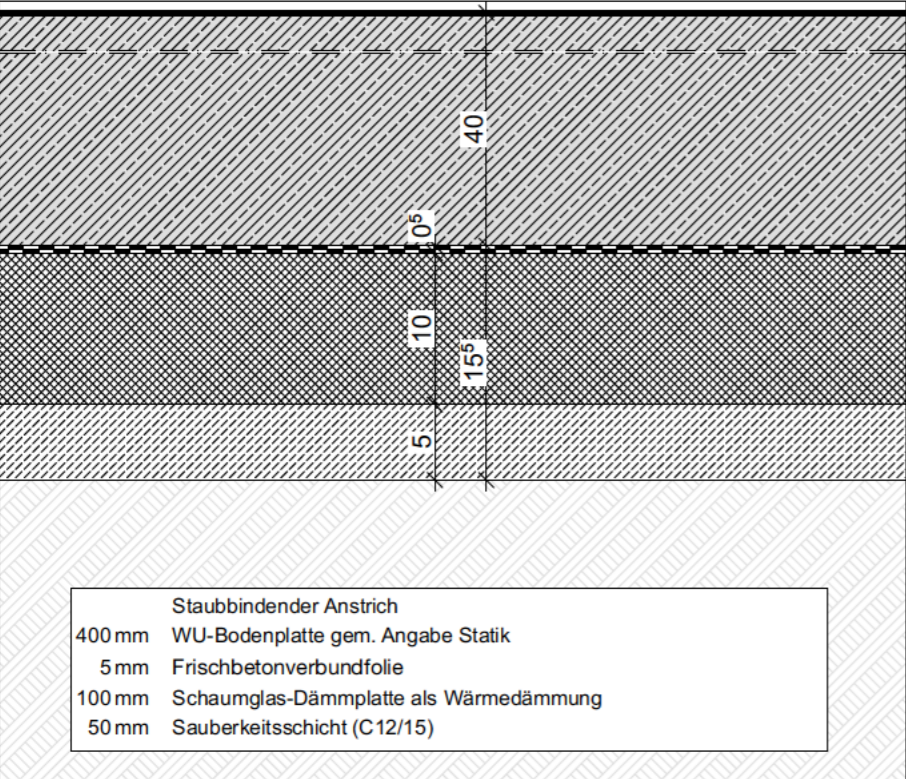 40
0⁵
10
15⁵
5
Staubbindender Anstrich
400 mm WU-Bodenplatte gem. Angabe Statik
5 mm Frischbetonverbundfolie
100 mm Schaumglas-Dämmplatte als Wärmedämmung
50 mm Sauberkeitsschicht (C12/15)